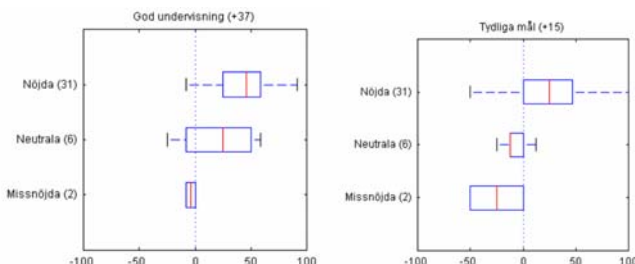 God undervisning (+37)
Nöjda (31)
Neutrala (6)
Missnöjda (2)
-100 -50 0 50 100
Tydliga mål (+15)
Nöjda (31)
Neutrala (6)
Missnöjda (2)
-100 -50 0 50 100